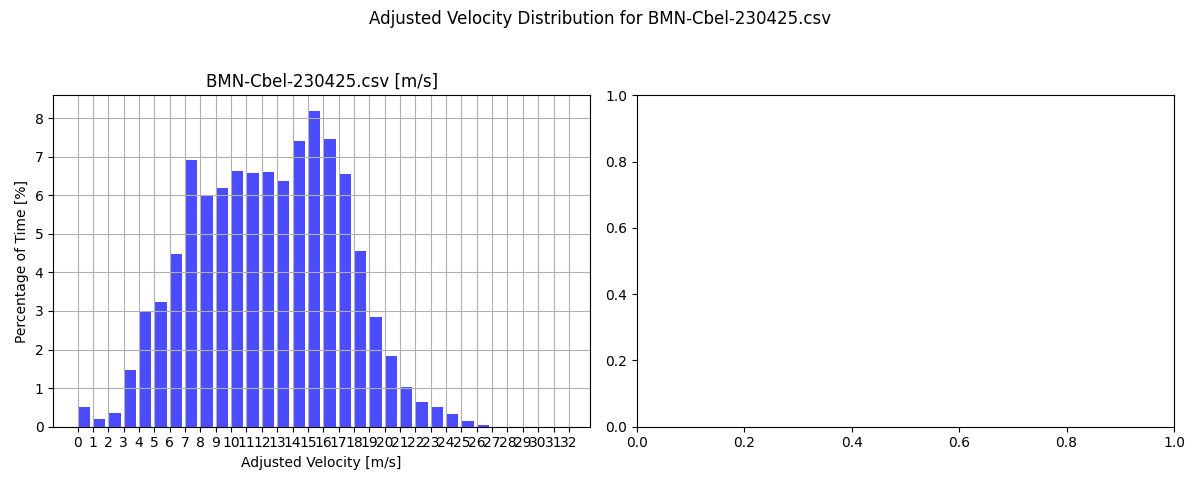 Adjusted Velocity Distribution for BMN-Cbel-230425.csv
BMN-Cbel-230425.csv [m/s]
8
7
6
5
4
3
2
1
0
Percentage of Time [%]
0 1 2 3 4 5 6 7 8 9 10 11 12 13 14 15 16 17 18 19 20 21 22 23 24 25 26 27 28 29 30 31 32
Adjusted Velocity [m/s]
1.0
0.8
0.6
0.4
0.2
0.0
0.0 0.2 0.4 0.6 0.8 1.0